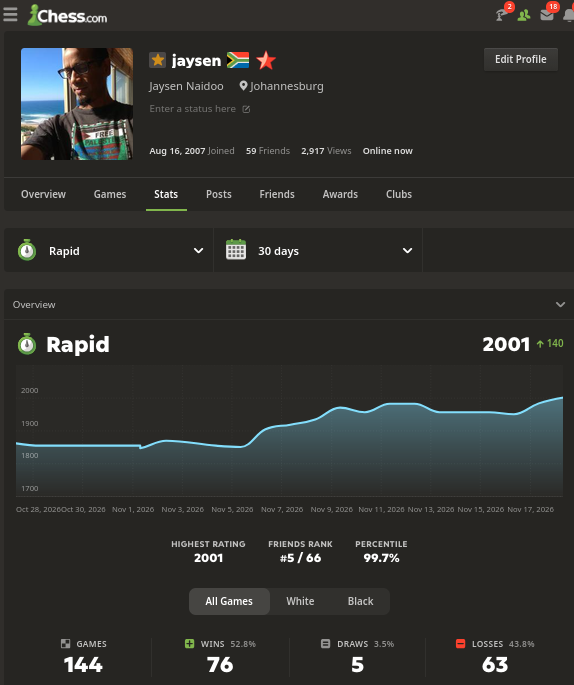 Chess.com
2
18
jaysen
Edit Profile
Jaysen Naidoo Johannesburg
Enter a status here
FREE
Aug 16, 2007 Joined 59 Friends 2,917 Views Online now
Overview Games Stats Posts Friends Awards Clubs
Rapid 30 days
Overview
Rapid 2001 140
2000
1900
1800
1700
Oct 28, 2026 Oct 30, 2026 Nov 1, 2026 Nov 3, 2026 Nov 5, 2026 Nov 7, 2026 Nov 9, 2026 Nov 11, 2026 Nov 13, 2026 Nov 15, 2026 Nov 17, 2026
HIGHEST RATING FRIENDS RANK PERCENTILE
2001 #5 / 66 99.7%
All Games White Black
GAMES WINS 52.8% DRAWS 3.5% LOSSES 43.8%
144 76 5 63